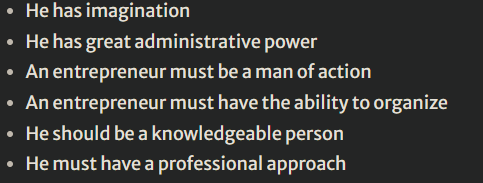 • He has imagination
• He has great administrative power
• An entrepreneur must be a man of action
• An entrepreneur must have the ability to organize
• He should be a knowledgeable person
• He must have a professional approach